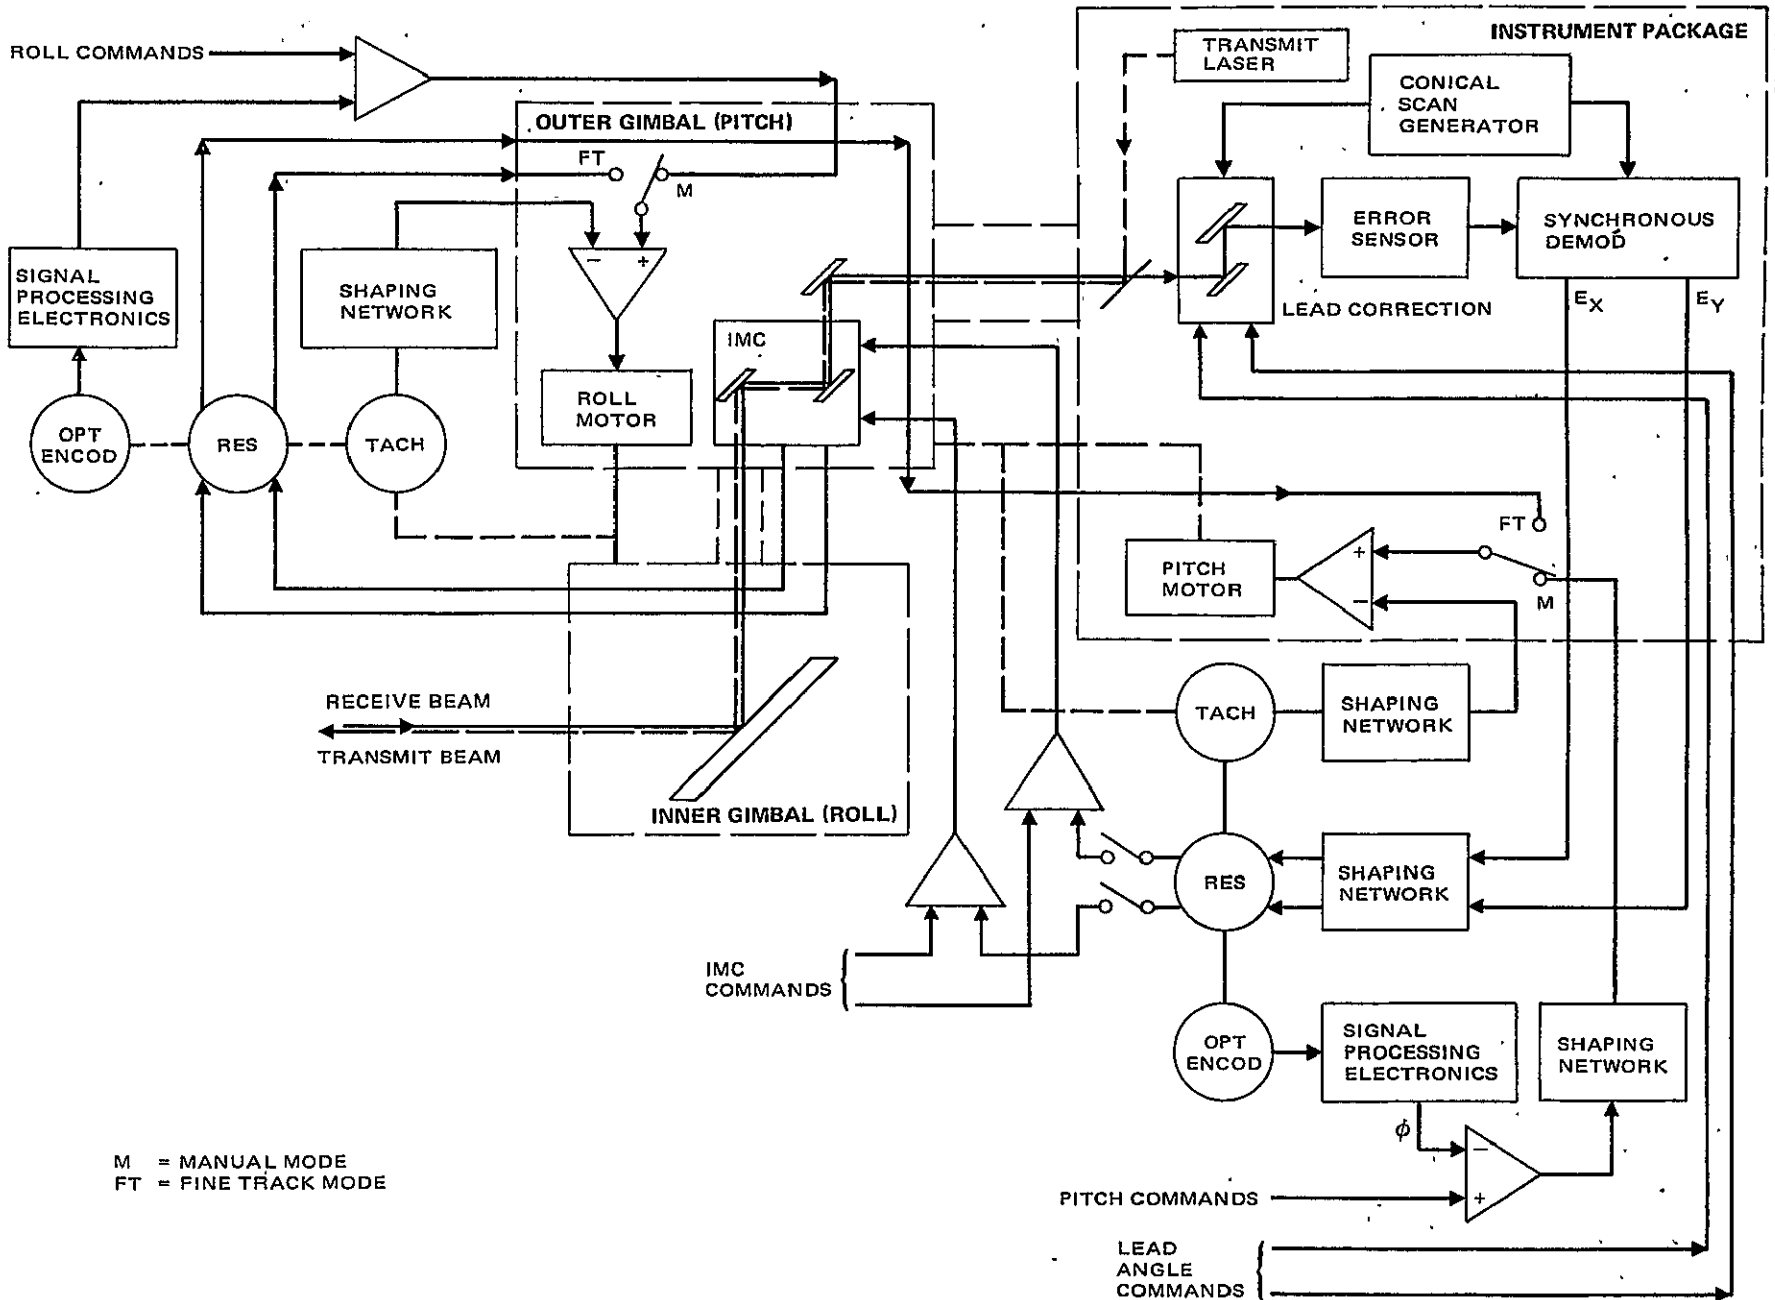 INSTRUMENT PACKAGE
ROLL COMMANDS
TRANSMIT
LASER
CONICAL
SCAN
GENERATOR
OUTER GIMBAL (PITCH)
FT
M
SIGNAL
PROCESSING
ELECTRONICS
SHAPING
NETWORK
−
+
ERROR
SENSOR
SYNCHRONOUS
DEMOD
LEAD CORRECTION
EX
EY
IMC
ROLL
MOTOR
OPT
ENCOD
RES
TACH
FT
M
PITCH
MOTOR
+
−
RECEIVE BEAM
TRANSMIT BEAM
INNER GIMBAL (ROLL)
TACH
SHAPING
NETWORK
RES
SHAPING
NETWORK
IMC
COMMANDS
OPT
ENCOD
SIGNAL
PROCESSING
ELECTRONICS
SHAPING
NETWORK
ϕ
−
+
M = MANUAL MODE
FT = FINE TRACK MODE
PITCH COMMANDS
LEAD
ANGLE
COMMANDS